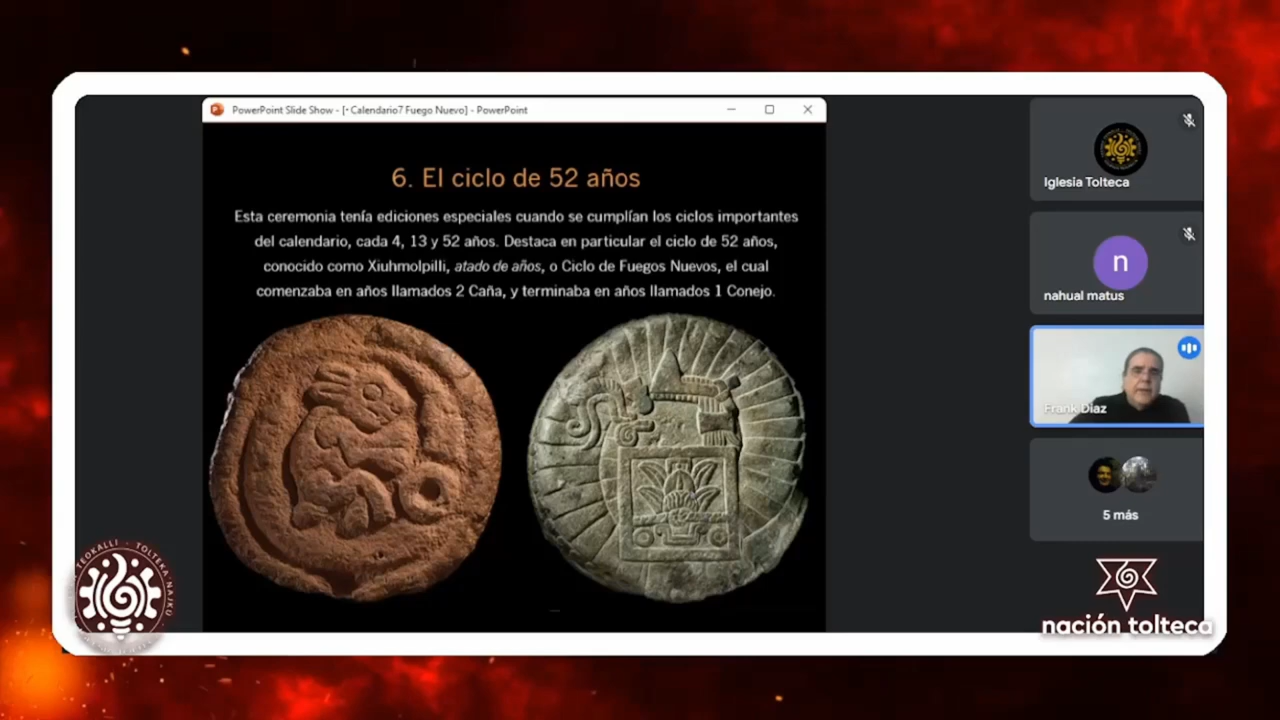 PowerPoint Slide Show - [· Calendario7 Fuego Nuevo] - PowerPoint
6. El ciclo de 52 años
Esta ceremonia tenía ediciones especiales cuando se cumplían los ciclos importantes
del calendario, cada 4, 13 y 52 años. Destaca en particular el ciclo de 52 años,
conocido como Xiuhmolpilli, atado de años, o Ciclo de Fuegos Nuevos, el cual
comenzaba en años llamados 2 Caña, y terminaba en años llamados 1 Conejo.
Iglesia Tolteca
n
nahual matus
Frank Diaz
5 más
TEOKALLI · TOLTEKA
nación tolteca